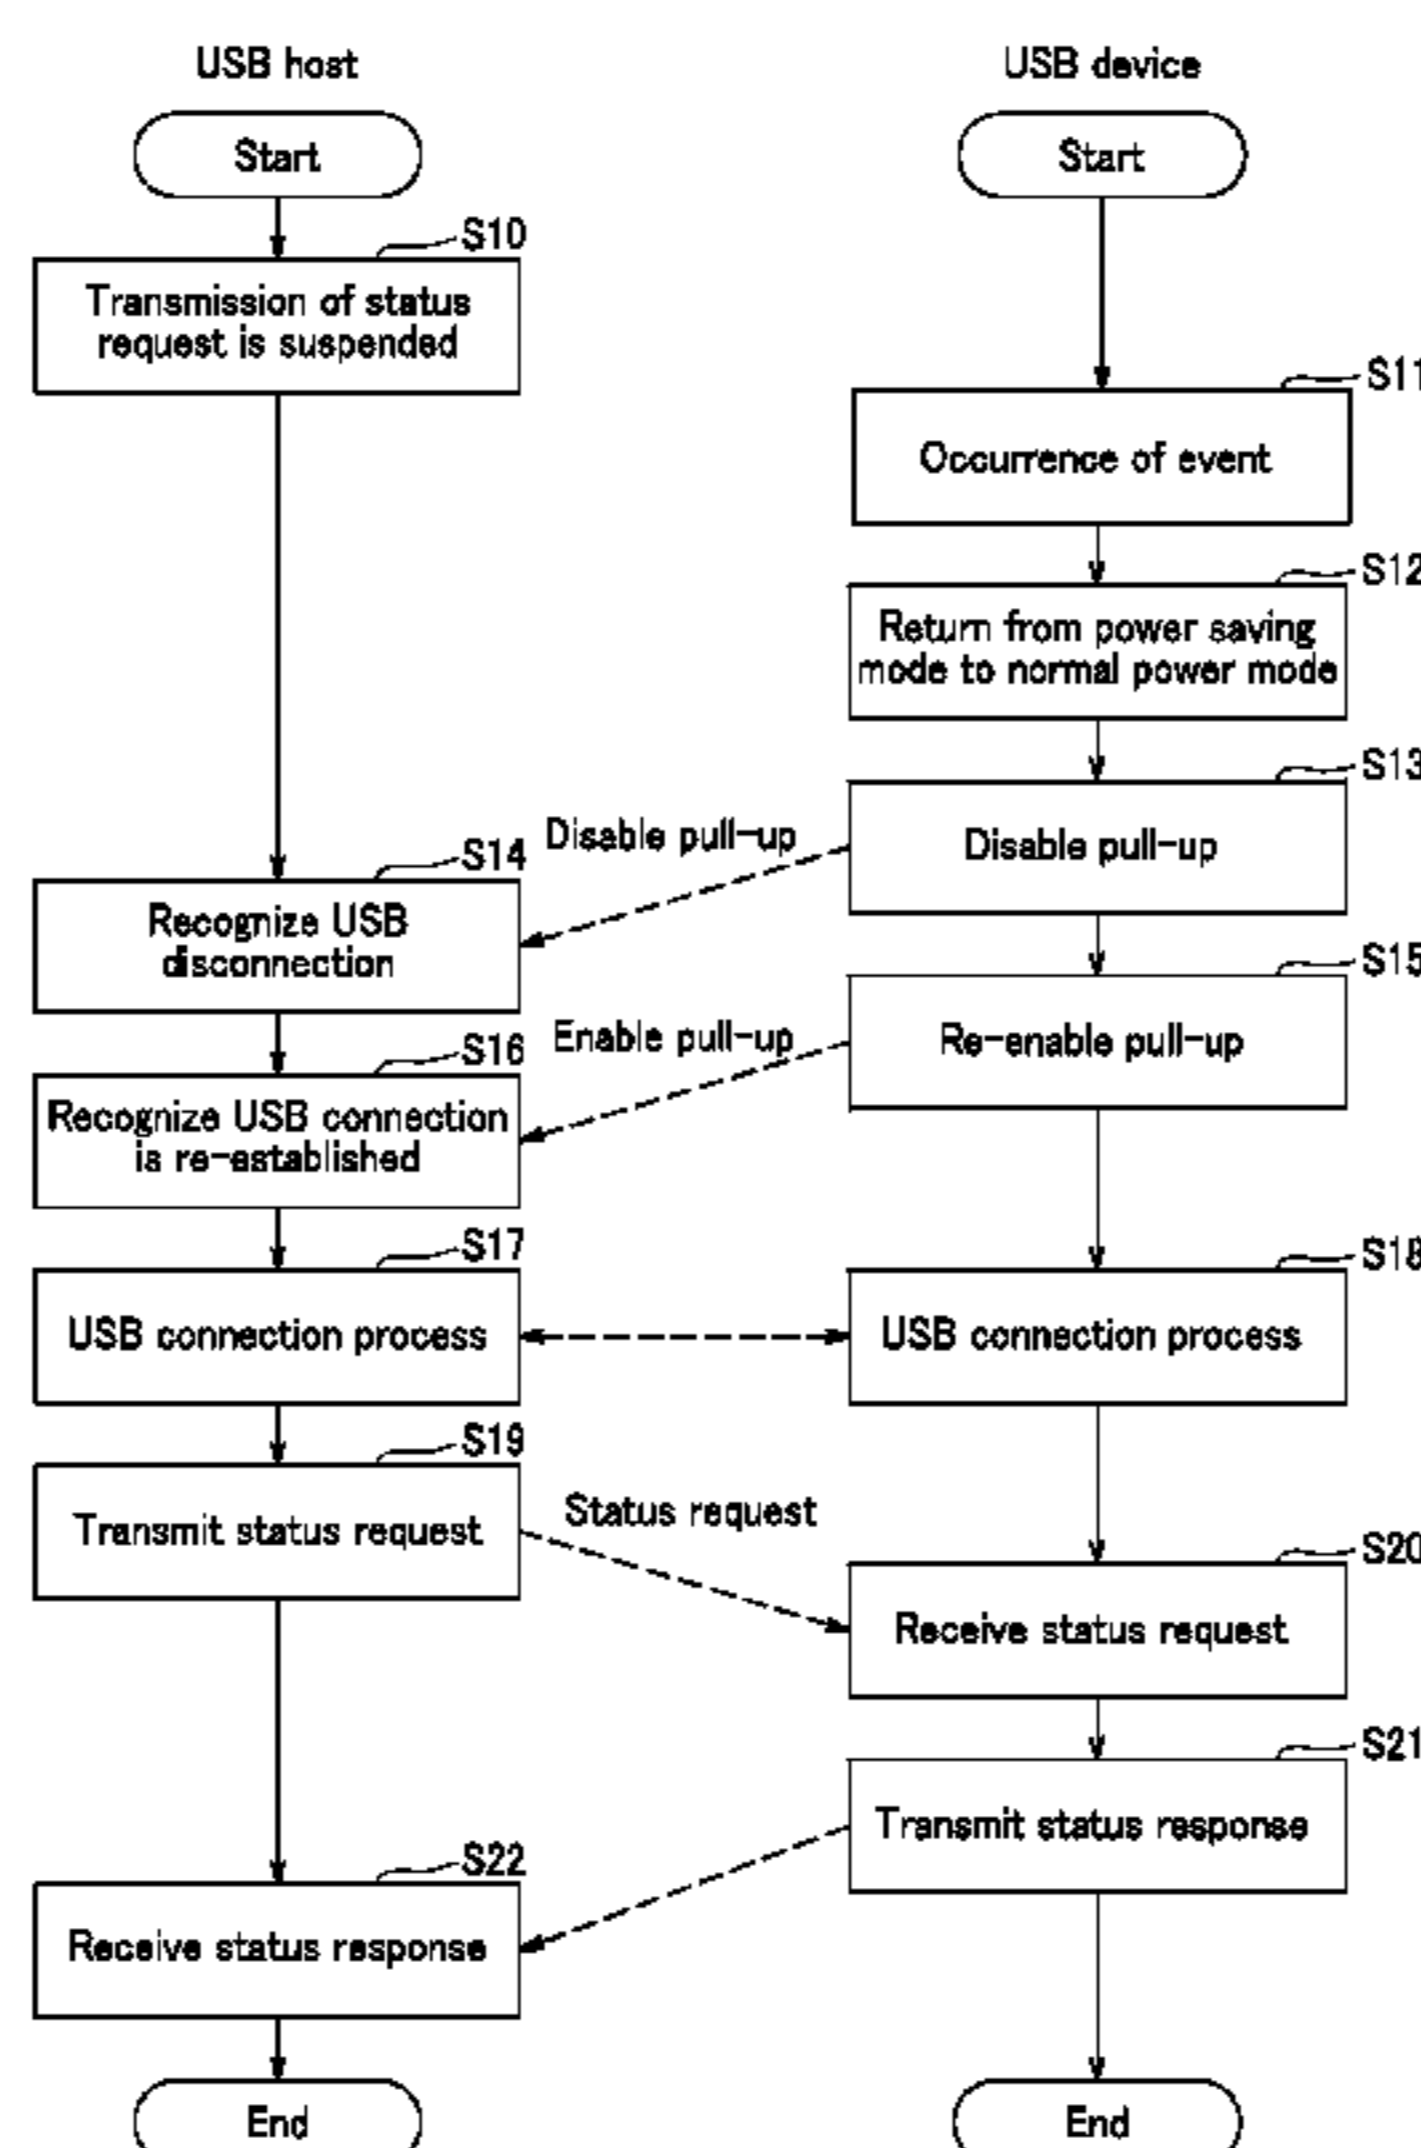 USB host
USB device
Start
Start
S10
Transmission of status
request is suspended
S11
Occurrence of event
S12
Return from power saving
mode to normal power mode
S13
Disable pull-up
Disable pull-up
S14
Recognize USB
disconnection
S15
Re-enable pull-up
Enable pull-up
S16
Recognize USB connection
is re-established
S17
USB connection process
S18
USB connection process
S19
Transmit status request
Status request
S20
Receive status request
S21
Transmit status response
S22
Receive status response
End
End